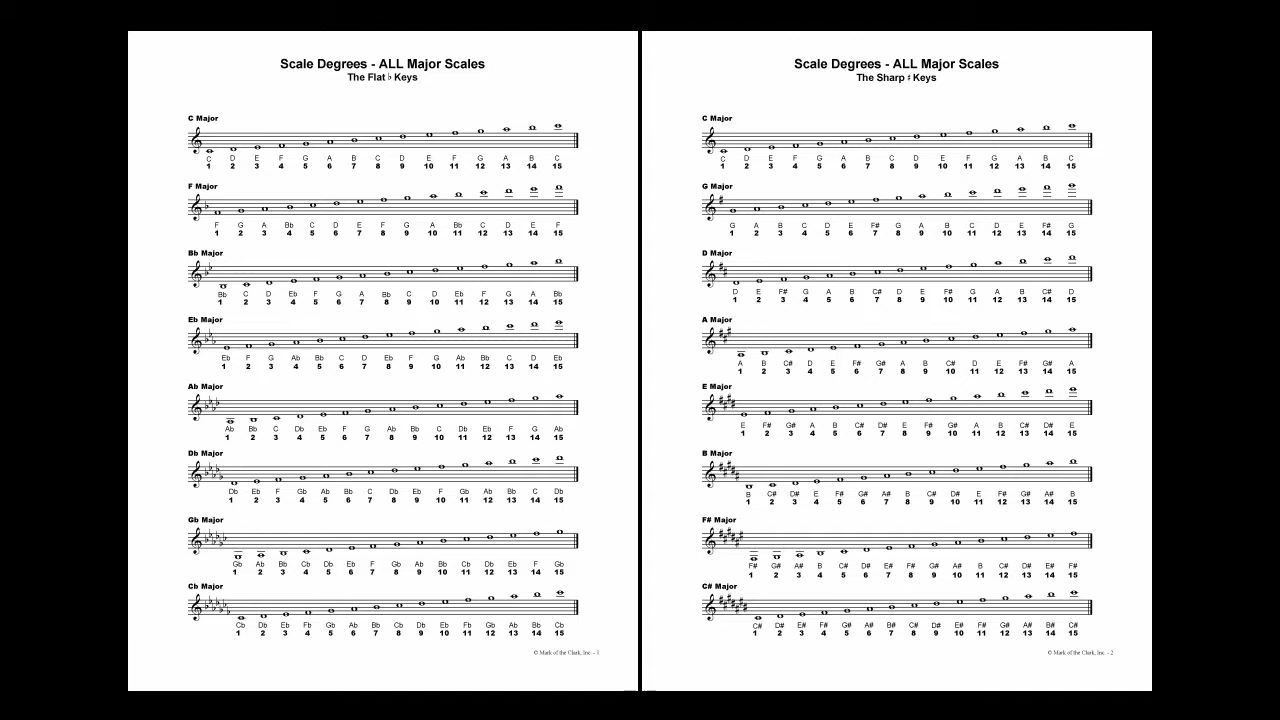 Scale Degrees - ALL Major Scales
The Flat ♭ Keys
C Major
C D E F G A B C D E F G A B C
1 2 3 4 5 6 7 8 9 10 11 12 13 14 15
F Major
F G A Bb C D E F G A Bb C D E F
1 2 3 4 5 6 7 8 9 10 11 12 13 14 15
Bb Major
Bb C D Eb F G A Bb C D Eb F G A Bb
1 2 3 4 5 6 7 8 9 10 11 12 13 14 15
Eb Major
Eb F G Ab Bb C D Eb F G Ab Bb C D Eb
1 2 3 4 5 6 7 8 9 10 11 12 13 14 15
Ab Major
Ab Bb C Db Eb F G Ab Bb C Db Eb F G Ab
1 2 3 4 5 6 7 8 9 10 11 12 13 14 15
Db Major
Db Eb F Gb Ab Bb C Db Eb F Gb Ab Bb C Db
1 2 3 4 5 6 7 8 9 10 11 12 13 14 15
Gb Major
Gb Ab Bb Cb Db Eb F Gb Ab Bb Cb Db Eb F Gb
1 2 3 4 5 6 7 8 9 10 11 12 13 14 15
Cb Major
Cb Db Eb Fb Gb Ab Bb Cb Db Eb Fb Gb Ab Bb Cb
1 2 3 4 5 6 7 8 9 10 11 12 13 14 15
© Mark of the Clark, Inc. - 1
Scale Degrees - ALL Major Scales
The Sharp ♯ Keys
C Major
C D E F G A B C D E F G A B C
1 2 3 4 5 6 7 8 9 10 11 12 13 14 15
G Major
G A B C D E F# G A B C D E F# G
1 2 3 4 5 6 7 8 9 10 11 12 13 14 15
D Major
D E F# G A B C# D E F# G A B C# D
1 2 3 4 5 6 7 8 9 10 11 12 13 14 15
A Major
A B C# D E F# G# A B C# D E F# G# A
1 2 3 4 5 6 7 8 9 10 11 12 13 14 15
E Major
E F# G# A B C# D# E F# G# A B C# D# E
1 2 3 4 5 6 7 8 9 10 11 12 13 14 15
B Major
B C# D# E F# G# A# B C# D# E F# G# A# B
1 2 3 4 5 6 7 8 9 10 11 12 13 14 15
F# Major
F# G# A# B C# D# E# F# G# A# B C# D# E# F#
1 2 3 4 5 6 7 8 9 10 11 12 13 14 15
C# Major
C# D# E# F# G# A# B# C# D# E# F# G# A# B# C#
1 2 3 4 5 6 7 8 9 10 11 12 13 14 15
© Mark of the Clark, Inc. - 2